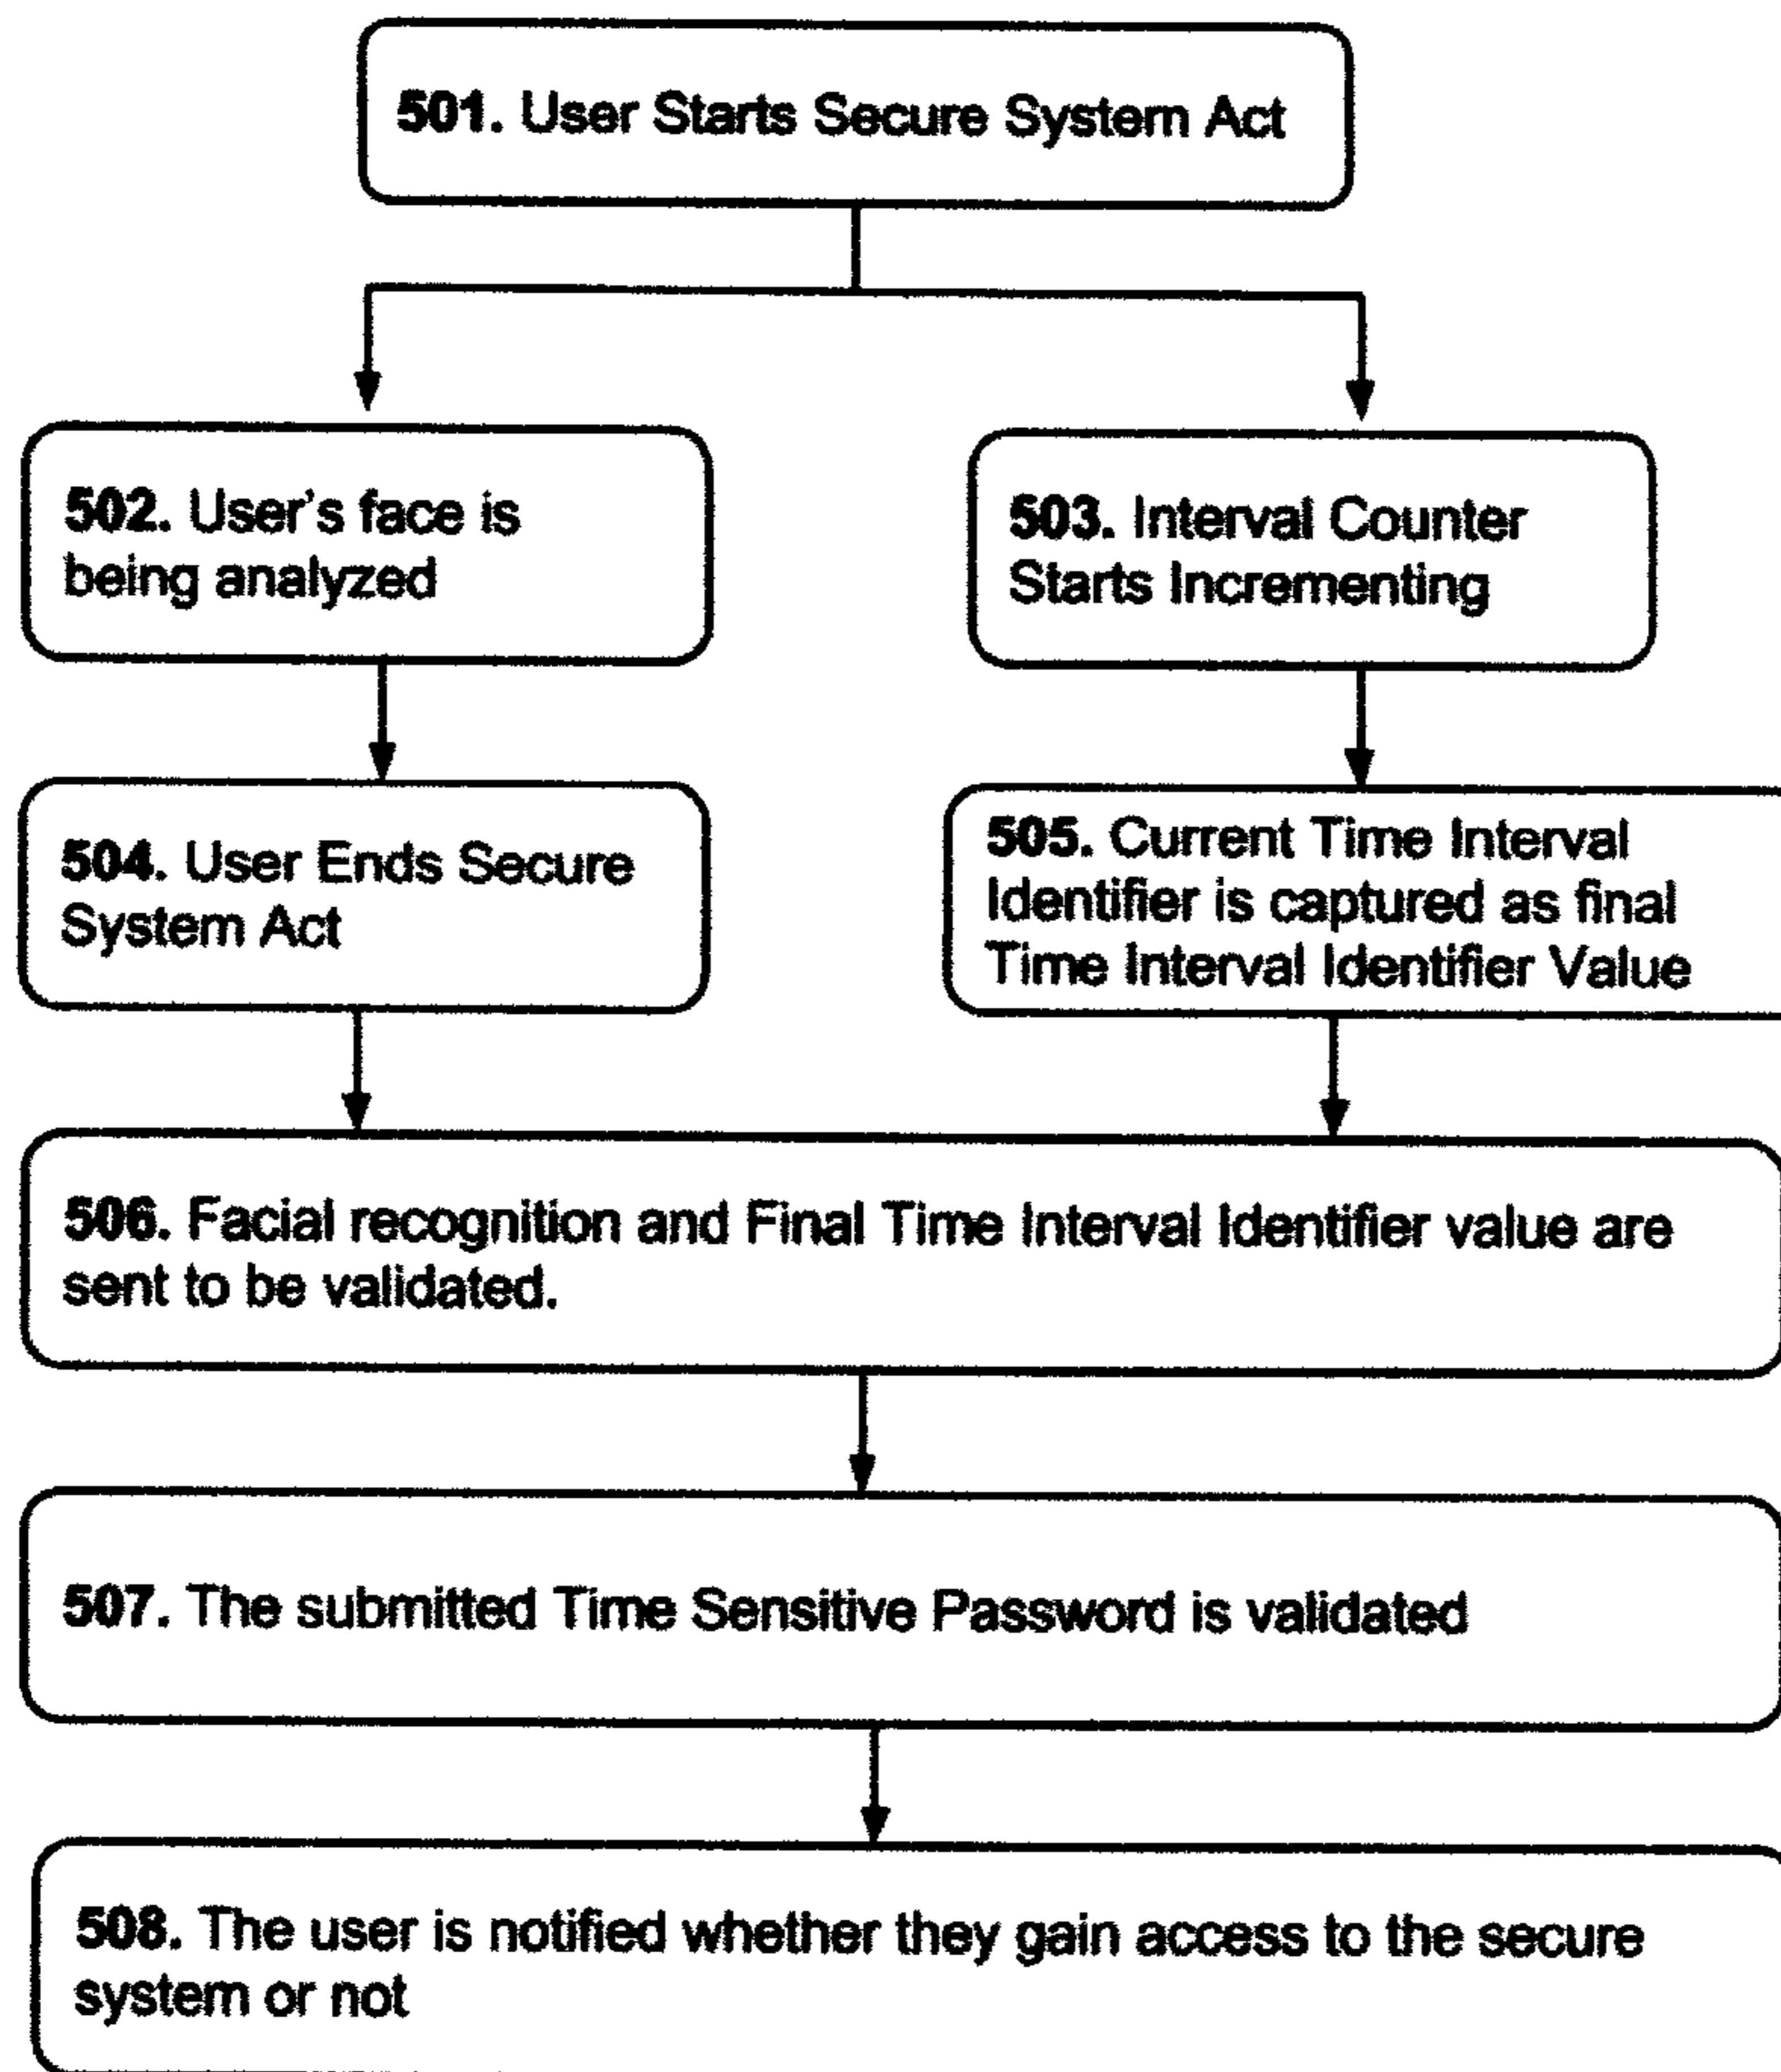 501. User Starts Secure System Act
502. User's face is
being analyzed
503. Interval Counter
Starts Incrementing
504. User Ends Secure
System Act
505. Current Time Interval
Identifier is captured as final
Time Interval Identifier Value
506. Facial recognition and Final Time Interval Identifier value are
sent to be validated.
507. The submitted Time Sensitive Password is validated
508. The user is notified whether they gain access to the secure
system or not